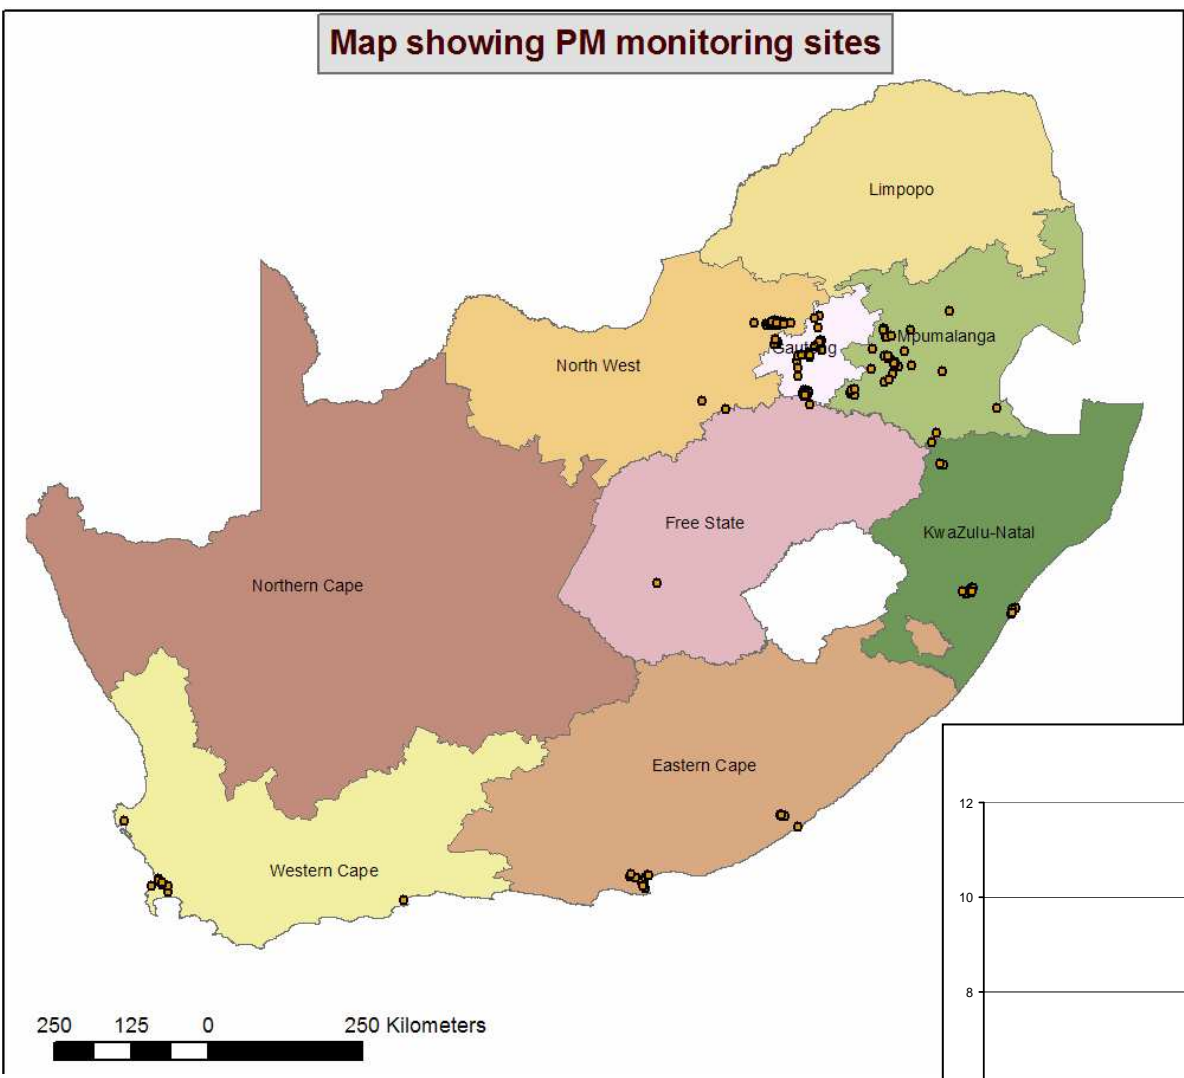 Map showing PM monitoring sites
Limpopo
North West
Gauteng
Mpumalanga
Free State
KwaZulu-Natal
Northern Cape
Eastern Cape
Western Cape
12
10
8
250 125 0 250 Kilometers